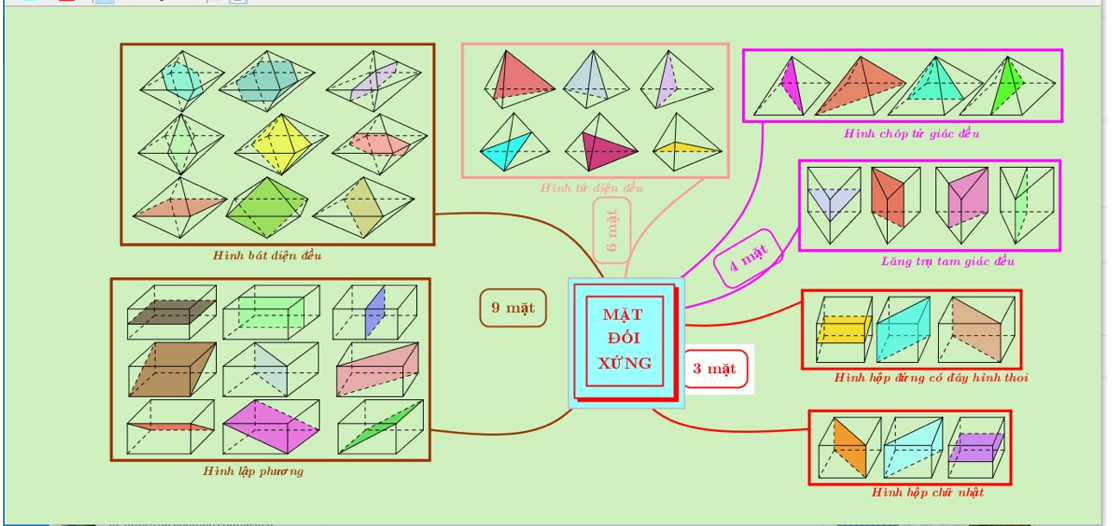 Hình bát diện đều
Hình tứ diện đều
Hình chóp tứ giác đều
Lăng trụ tam giác đều
6 mặt
4 mặt
9 mặt
MẶT
ĐỐI
XỨNG
3 mặt
Hình hộp đứng có đáy hình thoi
Hình lập phương
Hình hộp chữ nhật